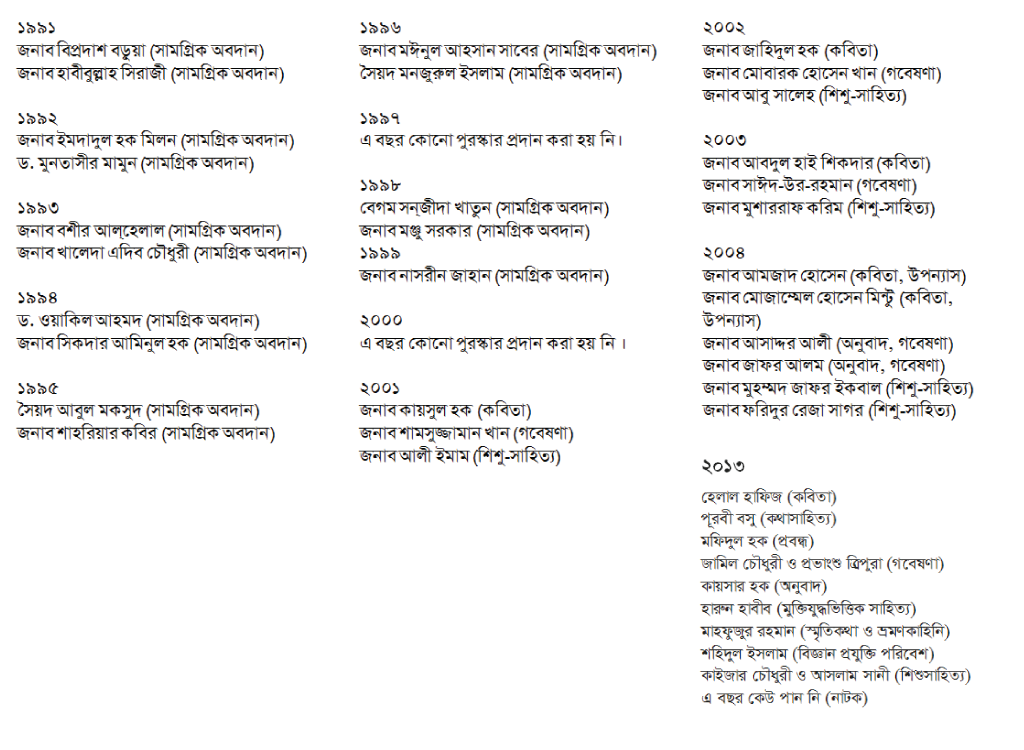 ১৯৯১
জনাব বিপ্রদাশ বড়ুয়া (সামগ্রিক অবদান)
জনাব হাবীবুল্লাহ সিরাজী (সামগ্রিক অবদান)
১৯৯২
জনাব ইমদাদুল হক মিলন (সামগ্রিক অবদান)
ড. মুনতাসীর মামুন (সামগ্রিক অবদান)
১৯৯৩
জনাব বশীর আল্‌হেলাল (সামগ্রিক অবদান)
জনাব খালেদা এদিব চৌধুরী (সামগ্রিক অবদান)
১৯৯৪
ড. ওয়াকিল আহমদ (সামগ্রিক অবদান)
জনাব সিকদার আমিনুল হক (সামগ্রিক অবদান)
১৯৯৫
সৈয়দ আবুল মকসুদ (সামগ্রিক অবদান)
জনাব শাহরিয়ার কবির (সামগ্রিক অবদান)
১৯৯৬
জনাব মঈনুল আহসান সাবের (সামগ্রিক অবদান)
সৈয়দ মনজুরুল ইসলাম (সামগ্রিক অবদান)
১৯৯৭
এ বছর কোনো পুরস্কার প্রদান করা হয় নি।
১৯৯৮
বেগম সন্‌জীদা খাতুন (সামগ্রিক অবদান)
জনাব মঞ্জু সরকার (সামগ্রিক অবদান)
১৯৯৯
জনাব নাসরীন জাহান (সামগ্রিক অবদান)
২০০০
এ বছর কোনো পুরস্কার প্রদান করা হয় নি ।
২০০১
জনাব কায়সুল হক (কবিতা)
জনাব শামসুজ্জামান খান (গবেষণা)
জনাব আলী ইমাম (শিশু-সাহিত্য)
২০০২
জনাব জাহিদুল হক (কবিতা)
জনাব মোবারক হোসেন খান (গবেষণা)
জনাব আবু সালেহ (শিশু-সাহিত্য)
২০০৩
জনাব আবদুল হাই শিকদার (কবিতা)
জনাব সাঈদ-উর-রহমান (গবেষণা)
জনাব মুশাররাফ করিম (শিশু-সাহিত্য)
২০০৪
জনাব আমজাদ হোসেন (কবিতা, উপন্যাস)
জনাব মোজাম্মেল হোসেন মিন্টু (কবিতা,
উপন্যাস)
জনাব আসাদ্দর আলী (অনুবাদ, গবেষণা)
জনাব জাফর আলম (অনুবাদ, গবেষণা)
জনাব মুহম্মদ জাফর ইকবাল (শিশু-সাহিত্য)
জনাব ফরিদুর রেজা সাগর (শিশু-সাহিত্য)
২০১৩
হেলাল হাফিজ (কবিতা)
পূরবী বসু (কথাসাহিত্য)
মফিদুল হক (প্রবন্ধ)
জামিল চৌধুরী ও প্রভাংশু ত্রিপুরা (গবেষণা)
কায়সার হক (অনুবাদ)
হারুন হাবীব (মুক্তিযুদ্ধভিত্তিক সাহিত্য)
মাহফুজুর রহমান (স্মৃতিকথা ও ভ্রমণকাহিনি)
শহিদুল ইসলাম (বিজ্ঞান প্রযুক্তি পরিবেশ)
কাইজার চৌধুরী ও আসলাম সানী (শিশুসাহিত্য)
এ বছর কেউ পান নি (নাটক)